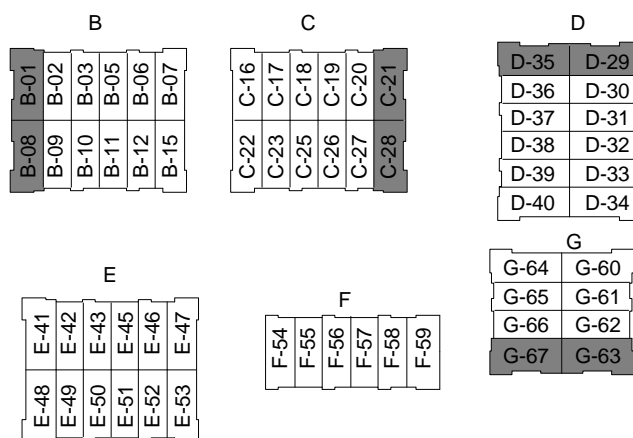 B
B-01 B-02 B-03 B-05 B-06 B-07
B-08 B-09 B-10 B-11 B-12 B-15
C
C-16 C-17 C-18 C-19 C-20 C-21
C-22 C-23 C-25 C-26 C-27 C-28
D
D-35 D-29
D-36 D-30
D-37 D-31
D-38 D-32
D-39 D-33
D-40 D-34
E
E-41 E-42 E-43 E-45 E-46 E-47
E-48 E-49 E-50 E-51 E-52 E-53
F
F-54 F-55 F-56 F-57 F-58 F-59
G
G-64 G-60
G-65 G-61
G-66 G-62
G-67 G-63